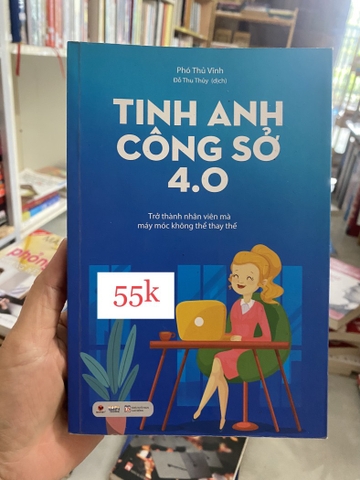 Phó Thủ Vinh
Đỗ Thu Thủy (dịch)
TINH ANH
CÔNG SỞ
4.0
Trở thành nhân viên mà
máy móc không thể thay thế
55k